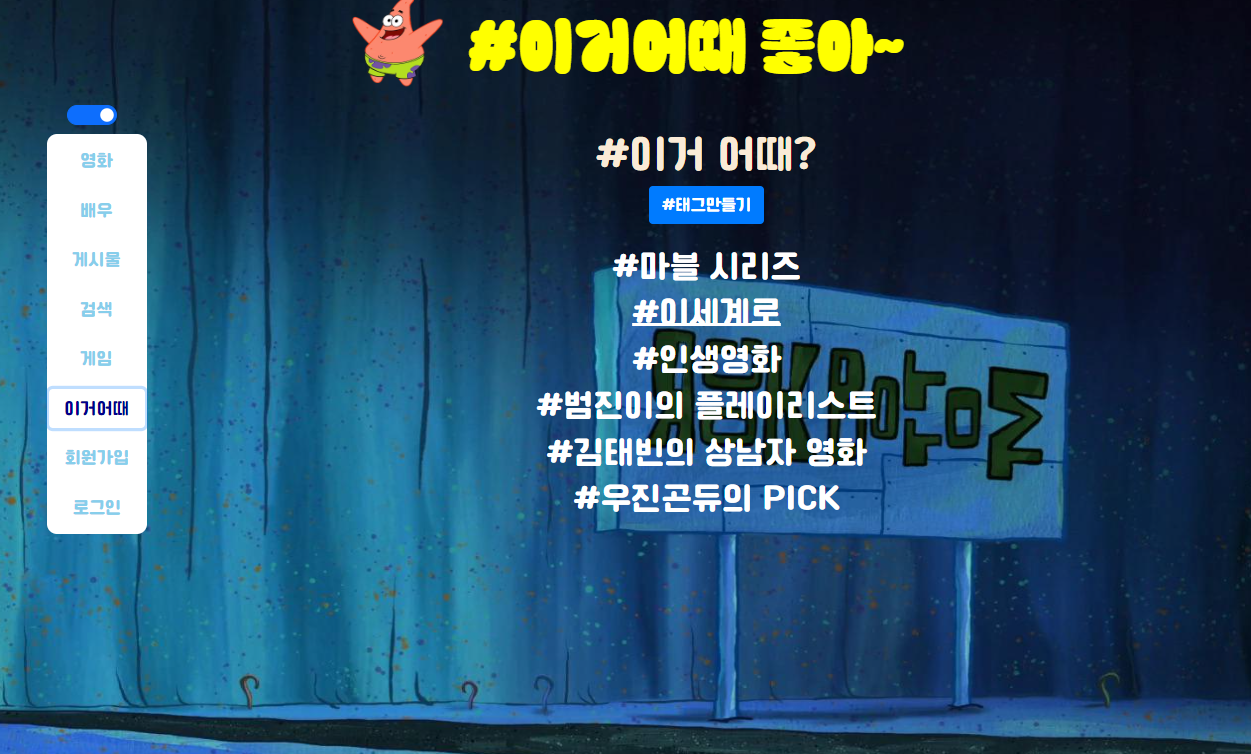 #이거어때 좋아~
영화
배우
게시물
검색
게임
이거어때
회원가입
로그인
#이거 어때?
#태그만들기
#마블 시리즈
#이세계로
#인생영화
#범진이의 플레이리스트
#김태빈의 상남자 영화
#우진곤듀의 PICK